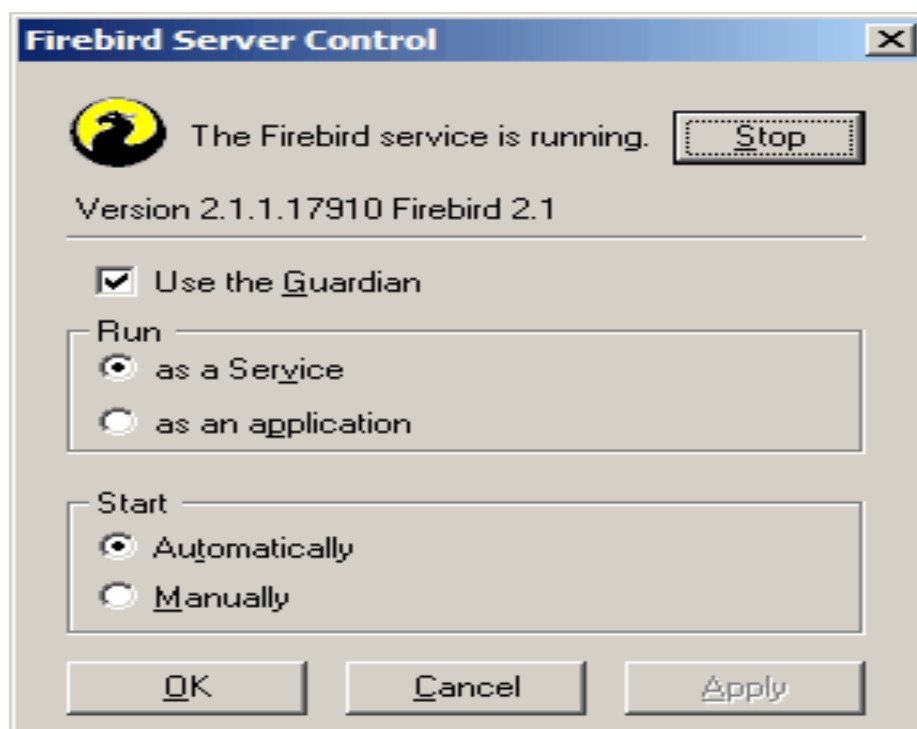 Firebird Server Control
The Firebird service is running. Stop
Version 2.1.1.17910 Firebird 2.1
Use the Guardian
Run
as a Service
as an application
Start
Automatically
Manually
OK Cancel Apply